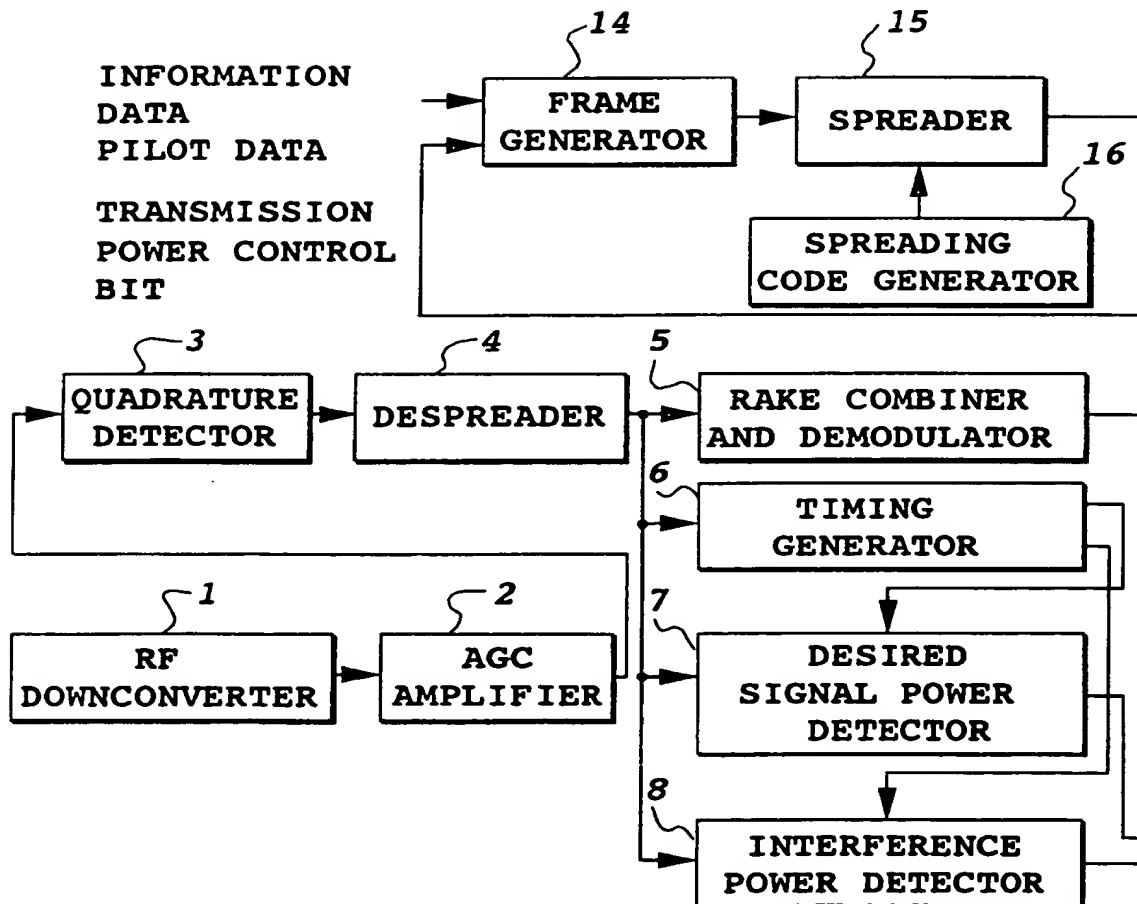 14
15
INFORMATION
DATA
PILOT DATA
FRAME
GENERATOR
SPREADER
16
TRANSMISSION
POWER CONTROL
BIT
SPREADING
CODE GENERATOR
3
4
5
QUADRATURE
DETECTOR
DESPREADER
RAKE COMBINER
AND DEMODULATOR
6
TIMING
GENERATOR
1
2
7
RF
DOWNCONVERTER
AGC
AMPLIFIER
DESIRED
SIGNAL POWER
DETECTOR
8
INTERFERENCE
POWER DETECTOR